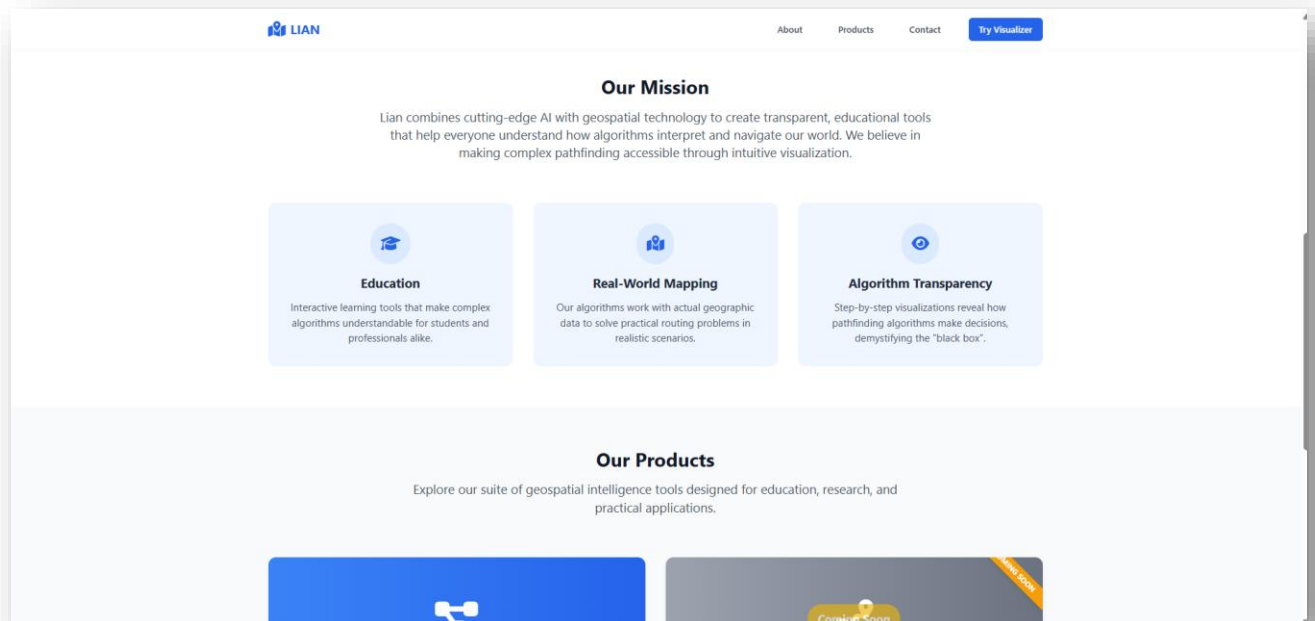 LIAN
About
Products
Contact
Try Visualizer
Our Mission
Lian combines cutting-edge AI with geospatial technology to create transparent, educational tools
that help everyone understand how algorithms interpret and navigate our world. We believe in
making complex pathfinding accessible through intuitive visualization.
Education
Interactive learning tools that make complex
algorithms understandable for students and
professionals alike.
Real-World Mapping
Our algorithms work with actual geographic
data to solve practical routing problems in
realistic scenarios.
Algorithm Transparency
Step-by-step visualizations reveal how
pathfinding algorithms make decisions,
demystifying the "black box".
Our Products
Explore our suite of geospatial intelligence tools designed for education, research, and
practical applications.
SOON
Coming Soon